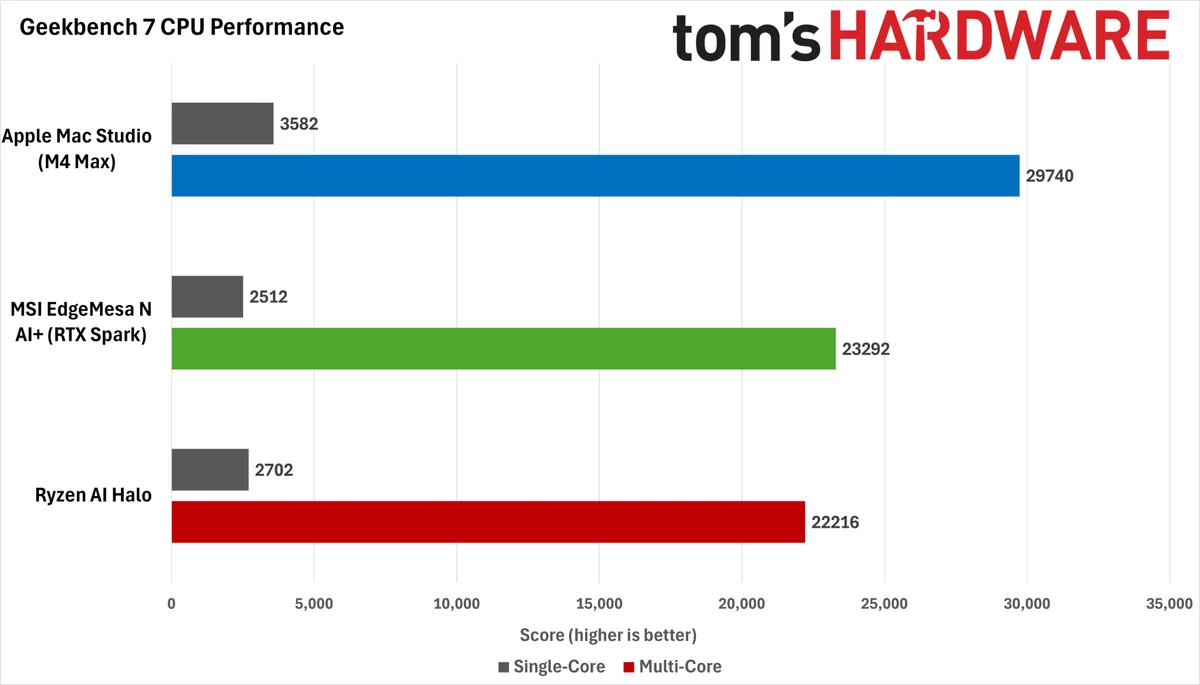 Geekbench 7 CPU Performance
tom's HARDWARE
Apple Mac Studio
(M4 Max)
3582
29740
MSI EdgeMesa N
AI+ (RTX Spark)
2512
23292
Ryzen AI Halo
2702
22216
0 5,000 10,000 15,000 20,000 25,000 30,000 35,000
Score (higher is better)
Single-Core Multi-Core